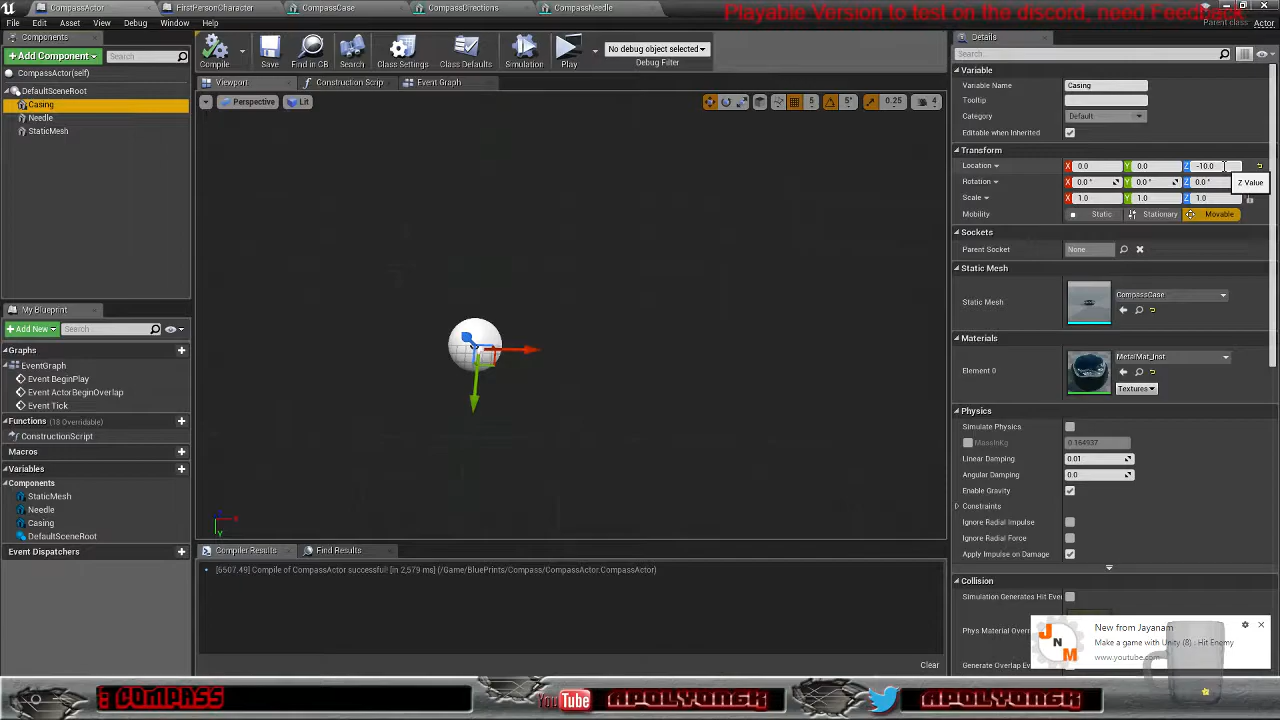 CompassActor
FirstPersonCharacter
CompassCase
CompassDirections
CompassNeedle
Playable Version to test on the discord, need Feedback
Parent class:
Actor
File
Edit
Asset
View
Debug
Window
Help
Components
Add Component
Search
CompassActor(self)
DefaultSceneRoot
Casing
Needle
StaticMesh
Compile
Save
Find in CB
Search
Class Settings
Class Defaults
Simulation
Play
No debug object selected
Debug Filter
Viewport
Construction Scrip
Event Graph
Perspective
Lit
5
5°
0.25
4
X
Y
My Blueprint
Add New
Search
Graphs
EventGraph
Event BeginPlay
Event ActorBeginOverlap
Event Tick
Functions (18 Overridable)
ConstructionScript
Macros
Variables
Components
StaticMesh
Needle
Casing
DefaultSceneRoot
Event Dispatchers
Compiler Results
Find Results
[6507.49] Compile of CompassActor successful! [in 2,579 ms] (/Game/BluePrints/Compass/CompassActor.CompassActor)
Clear
Details
Search
Variable
Variable Name
Casing
Tooltip
Category
Default
Editable when Inherited
Transform
Location
X 0.0
Y 0.0
Z -10.0
Rotation
X 0.0 °
Y 0.0 °
Z 0.0 °
Z Value
Scale
X 1.0
Y 1.0
Z 1.0
Mobility
Static
Stationary
Movable
Sockets
Parent Socket
None
Static Mesh
Static Mesh
CompassCase
Materials
Element 0
MetalMat_Inst
Textures
Physics
Simulate Physics
MassInKg
0.164937
Linear Damping
0.01
Angular Damping
0.0
Enable Gravity
Constraints
Ignore Radial Impulse
Ignore Radial Force
Apply Impulse on Damage
Collision
Simulation Generates Hit Eve
Phys Material Over
Generate Overlap E
JNM
New from Jayanam
Make a game with Unity (8) - Hit Enemy
www.youtube.com
: COMPASS
YouTube
APOLYONGK
APOLYONGK